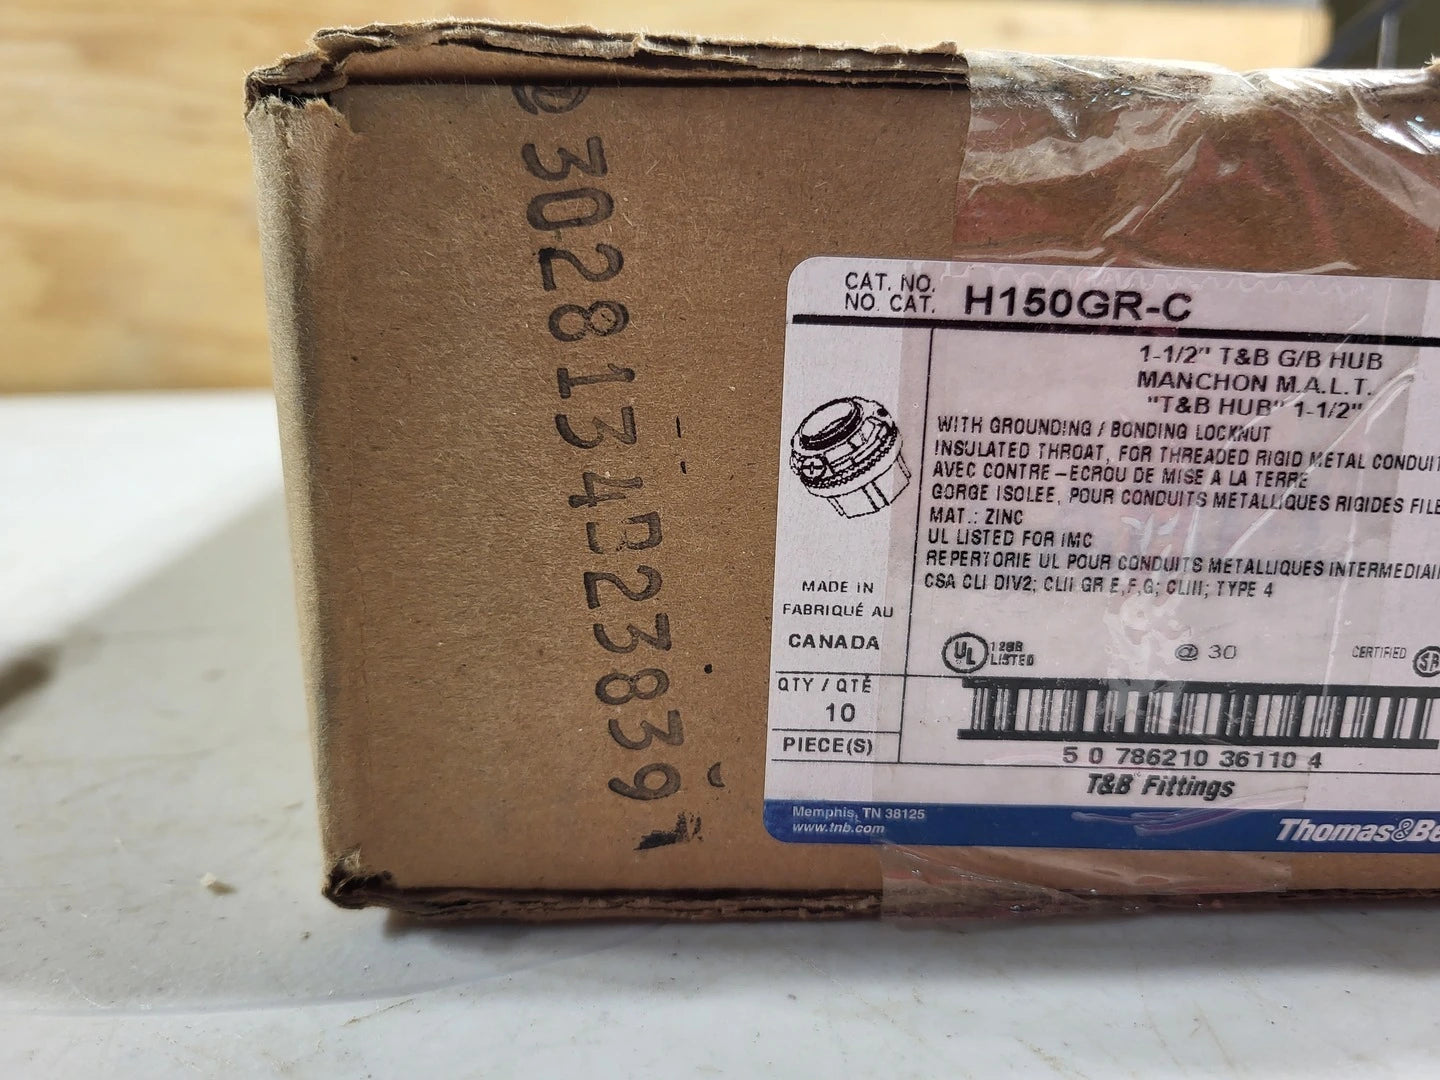 @3028134B23839
CAT. NO.
NO. CAT.
H150GR-C
1-1/2" T&B G/B HUB
MANCHON M.A.L.T.
"T&B HUB" 1-1/2"
WITH GROUNDING / BONDING LOCKNUT
INSULATED THROAT, FOR THREADED RIGID METAL CONDUIT
AVEC CONTRE-ECROU DE MISE A LA TERRE
GORGE ISOLEE, POUR CONDUITS METALLIQUES RIGIDES FILE
MAT.: ZINC
UL LISTED FOR IMC
REPERTORIE UL POUR CONDUITS METALLIQUES INTERMEDIAI
CSA CLI DIV2; CLII GR E,F,G; CLIII; TYPE 4
MADE IN
FABRIQUÉ AU
CANADA
UL
LISTED
@ 30
CERTIFIED
QTY / QTÉ
10
PIECE(S)
5 0 786210 36110 4
T&B Fittings
Memphis, TN 38125
www.tnb.com
Thomas&Be